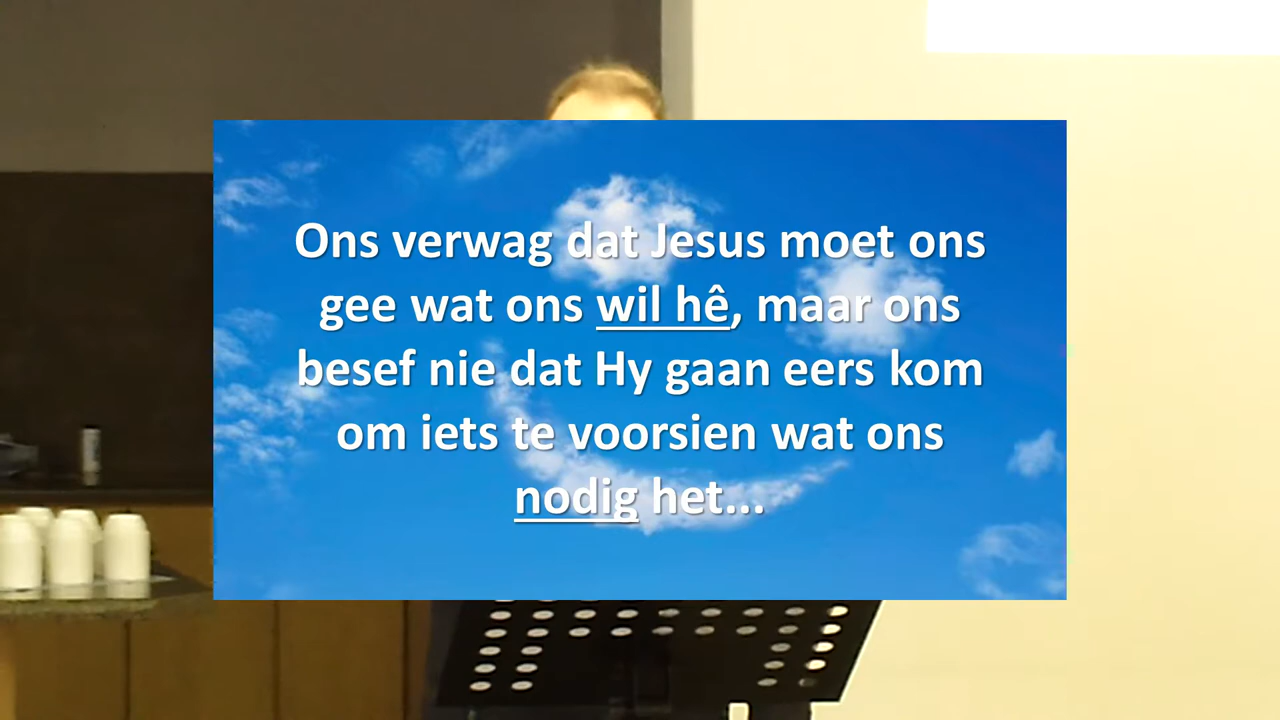 Ons verwag dat Jesus moet ons
gee wat ons wil hê, maar ons
besef nie dat Hy gaan eers kom
om iets te voorsien wat ons
nodig het...